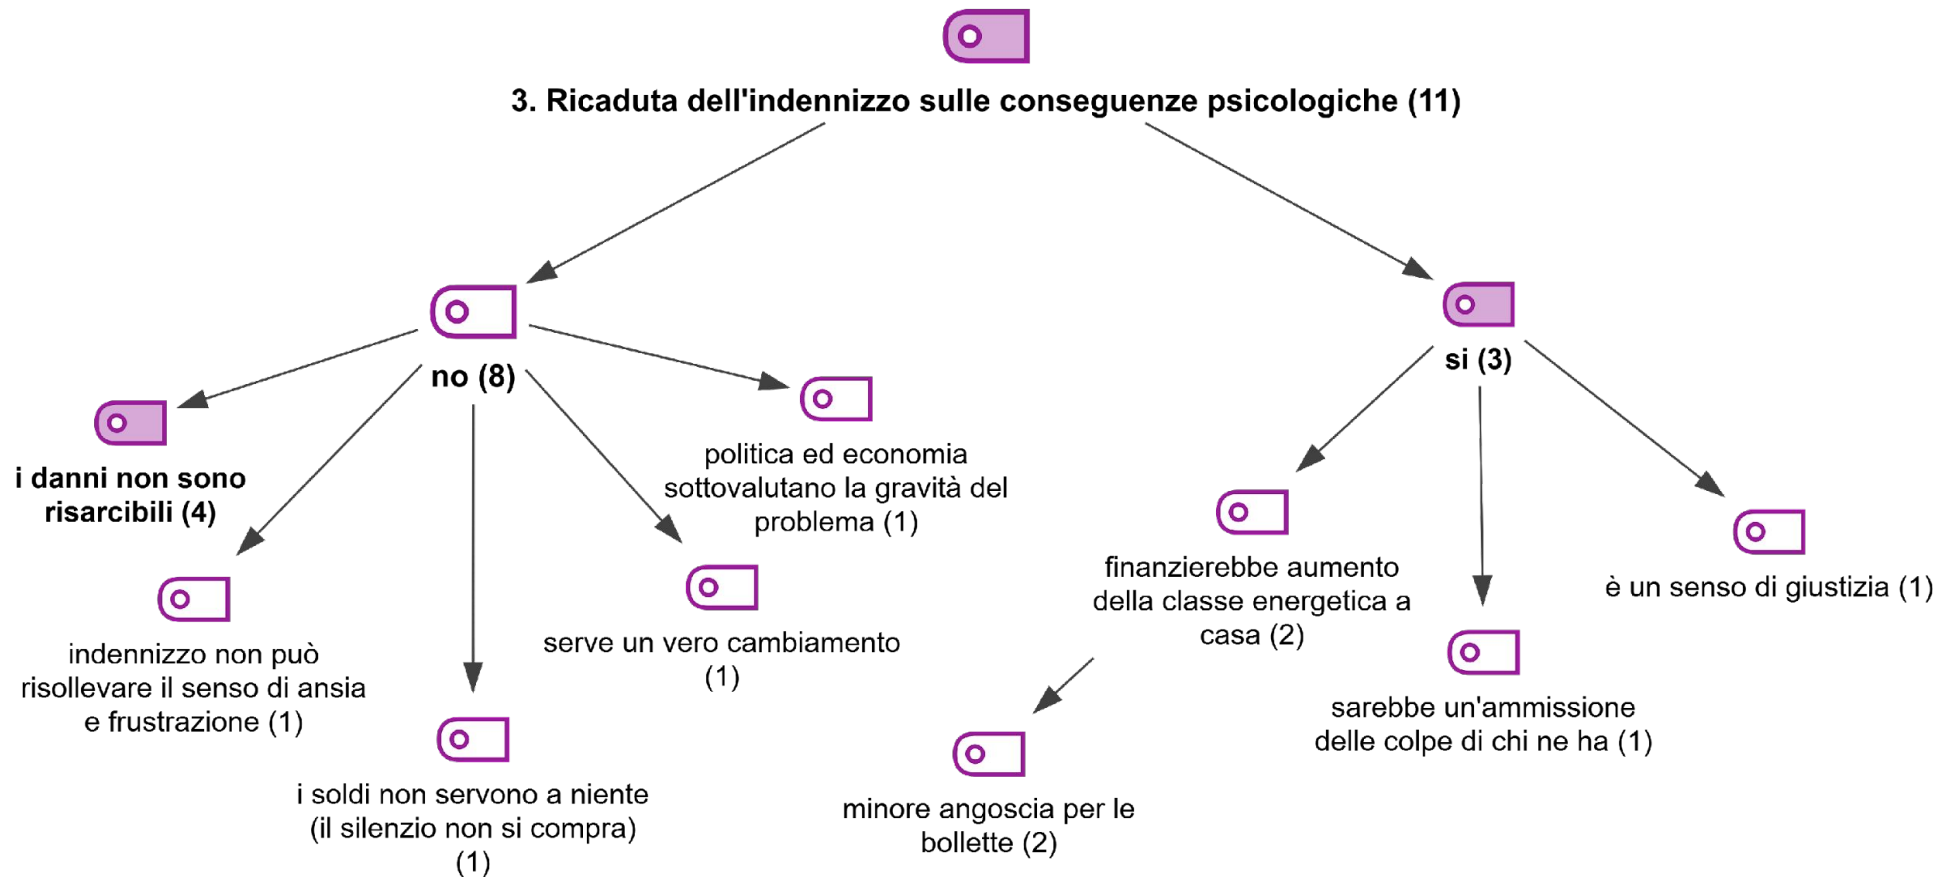 3. Ricaduta dell'indennizzo sulle conseguenze psicologiche (11)
no (8)
si (3)
i danni non sono
risarcibili (4)
politica ed economia
sottovalutano la gravità del
problema (1)
indennizzo non può
risollevare il senso di ansia
e frustrazione (1)
serve un vero cambiamento
(1)
i soldi non servono a niente
(il silenzio non si compra)
(1)
finanzierebbe aumento
della classe energetica a
casa (2)
è un senso di giustizia (1)
sarebbe un'ammissione
delle colpe di chi ne ha (1)
minore angoscia per le
bollette (2)